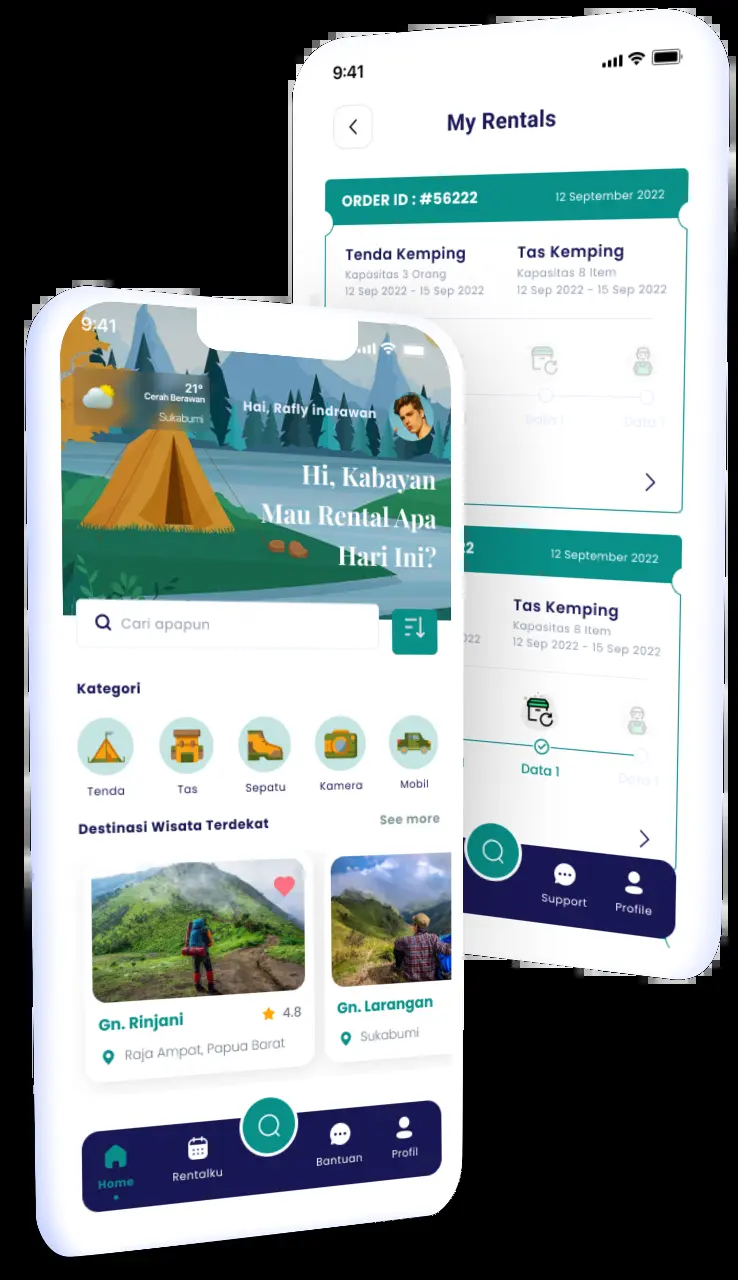 9:41
My Rentals
ORDER ID : #56222
12 September 2022
Tenda Kemping
Kapasitas 3 Orang
12 Sep 2022 - 15 Sep 2022
Tas Kemping
Kapasitas 8 Item
12 Sep 2022 - 15 Sep 2022
Data 1
Data 1
2
12 September 2022
Tas Kemping
Kapasitas 8 Item
12 Sep 2022 - 15 Sep 2022
022
Data 1
Data 1
Support
Profile
9:41
21°
Cerah Berawan
Sukabumi
Hai, Rafly indrawan
Hi, Kabayan
Mau Rental Apa
Hari Ini?
Cari apapun
Kategori
Tenda
Tas
Sepatu
Kamera
Mobil
Destinasi Wisata Terdekat
See more
Gn. Rinjani
4.8
Raja Ampat, Papua Barat
Gn. Larangan
Sukabumi
Home
Rentalku
Bantuan
Profil